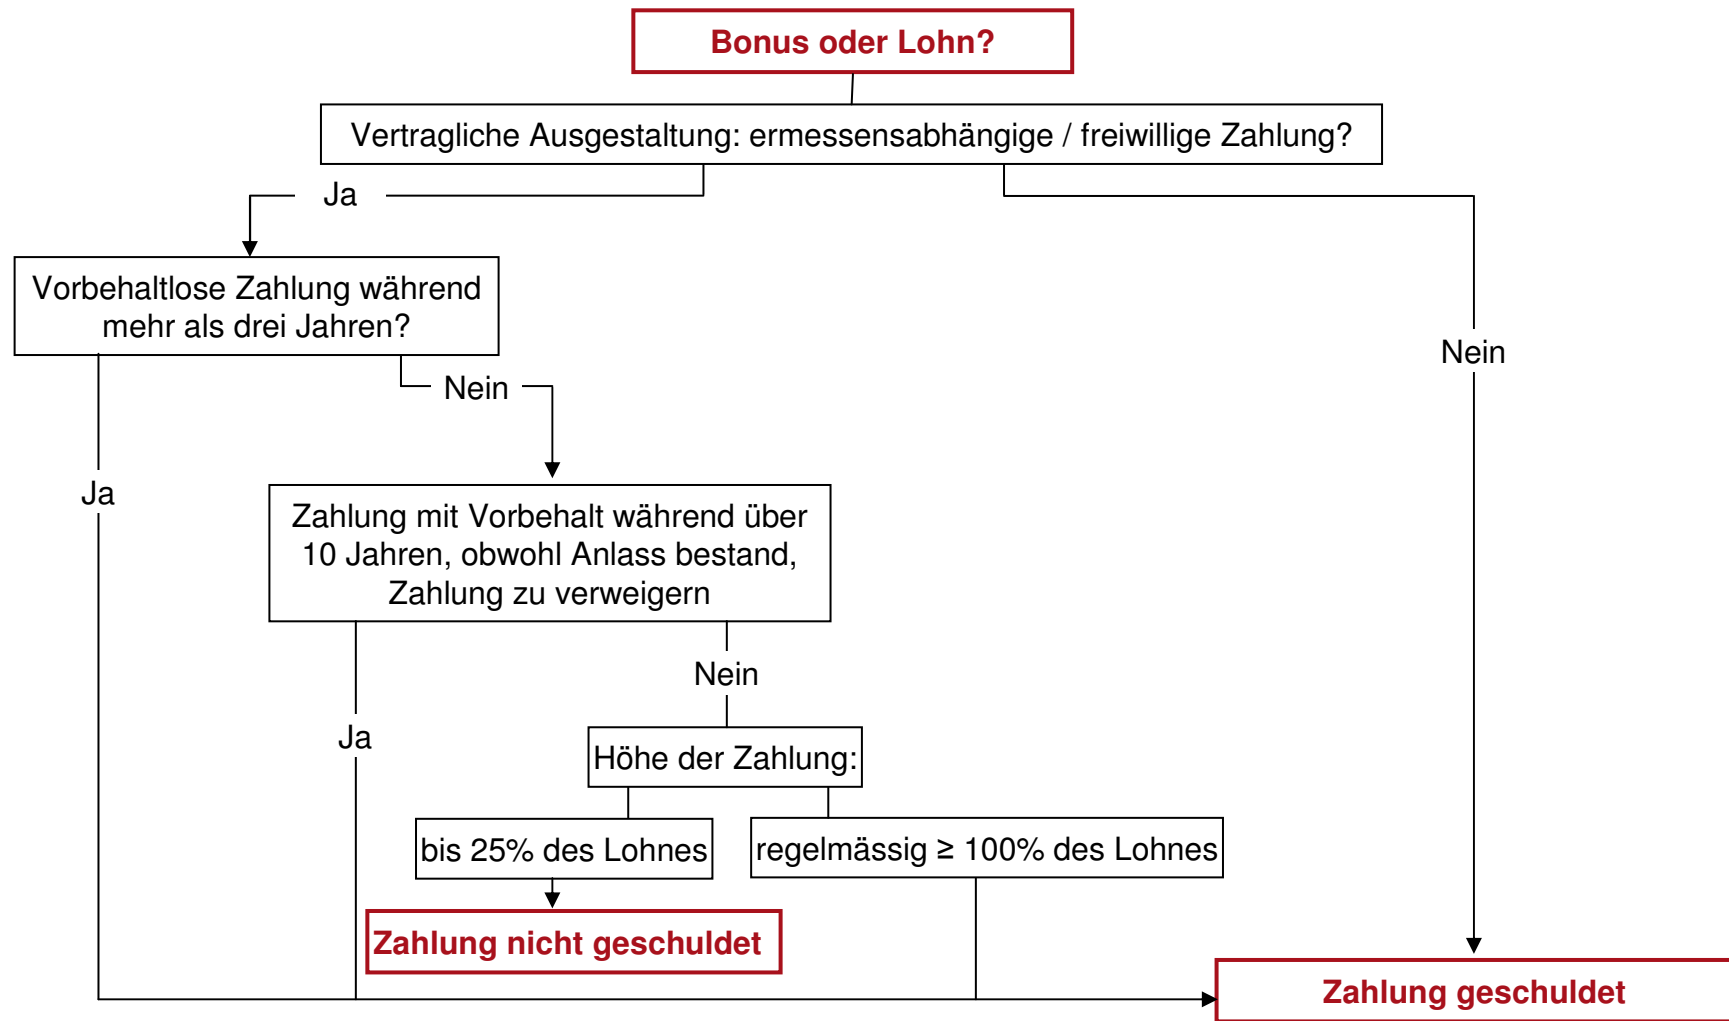 Bonus oder Lohn?
Vertragliche Ausgestaltung: ermessensabhängige / freiwillige Zahlung?
Ja
Vorbehaltlose Zahlung während
mehr als drei Jahren?
Nein
Nein
Ja
Zahlung mit Vorbehalt während über
10 Jahren, obwohl Anlass bestand,
Zahlung zu verweigern
Nein
Ja
Höhe der Zahlung:
bis 25% des Lohnes
regelmässig ≥ 100% des Lohnes
Zahlung nicht geschuldet
Zahlung geschuldet